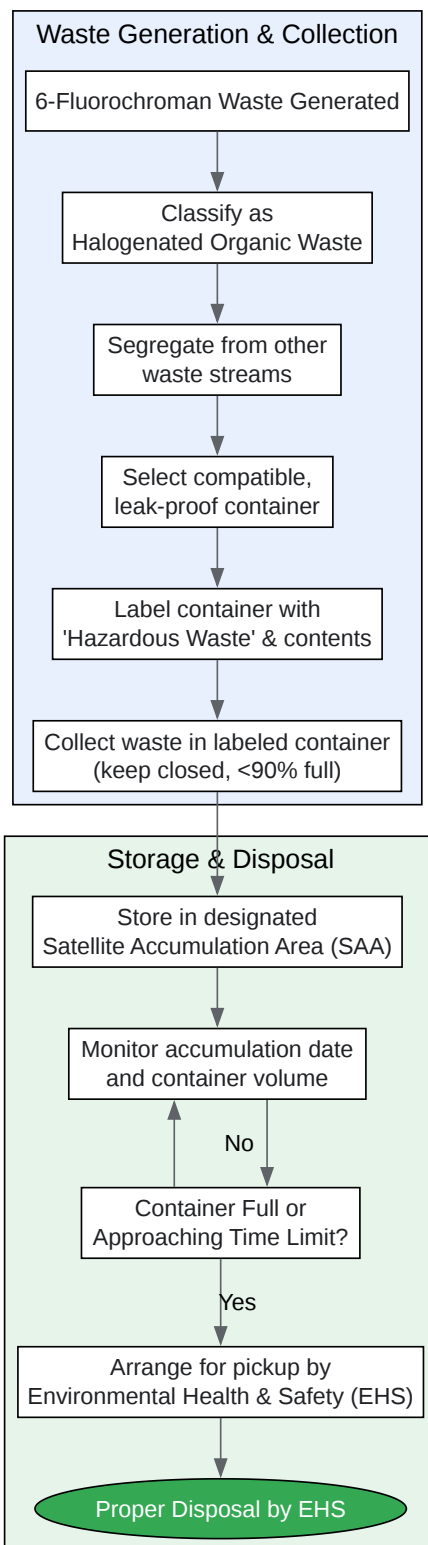 Waste Generation & Collection
6-Fluorochroman Waste Generated
Classify as
Halogenated Organic Waste
Segregate from other
waste streams
Select compatible,
leak-proof container
Label container with
'Hazardous Waste' & contents
Collect waste in labeled container
(keep closed, <90% full)
Storage & Disposal
Store in designated
Satellite Accumulation Area (SAA)
Monitor accumulation date
and container volume
No
Container Full or
Approaching Time Limit?
Yes
Arrange for pickup by
Environmental Health & Safety (EHS)
Proper Disposal by EHS